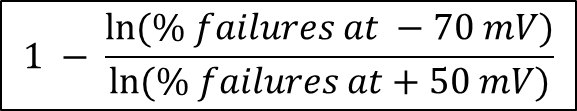 1 − ln(% failures at − 70 mV)
ln(% failures at + 50 mV)